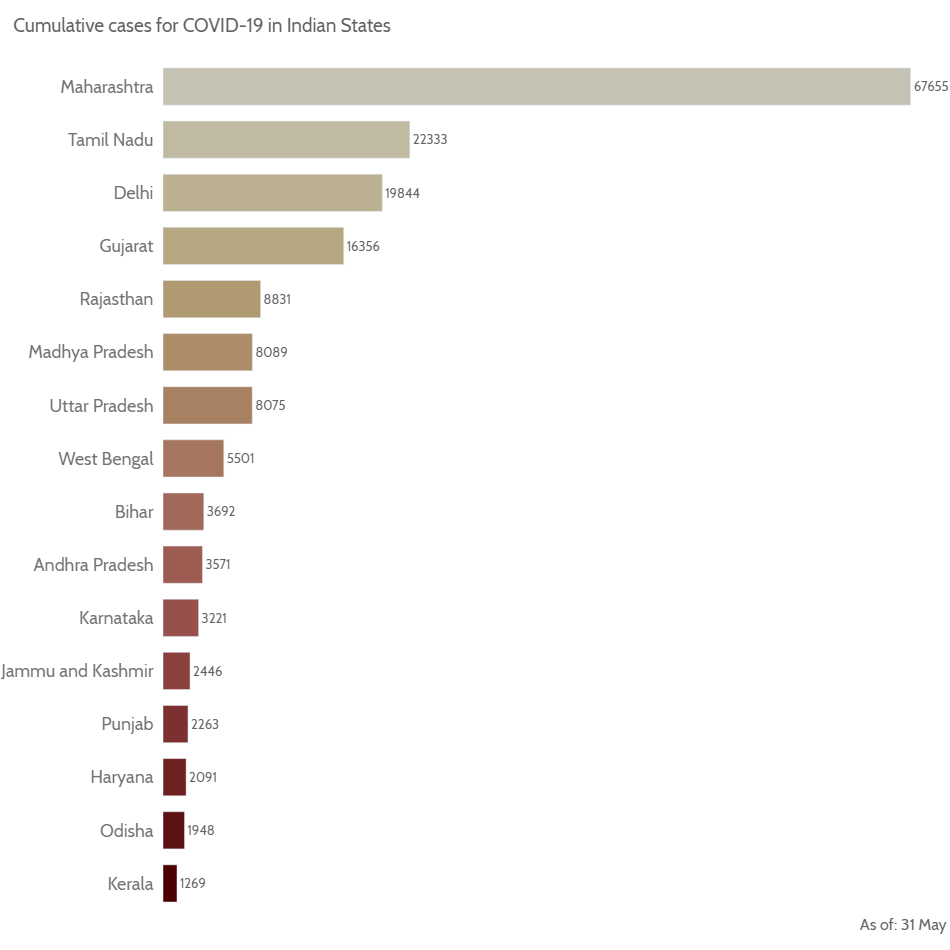 Cumulative cases for COVID-19 in Indian States
Maharashtra 67655
Tamil Nadu 22333
Delhi 19844
Gujarat 16356
Rajasthan 8831
Madhya Pradesh 8089
Uttar Pradesh 8075
West Bengal 5501
Bihar 3692
Andhra Pradesh 3571
Karnataka 3221
Jammu and Kashmir 2446
Punjab 2263
Haryana 2091
Odisha 1948
Kerala 1269
As of: 31 May